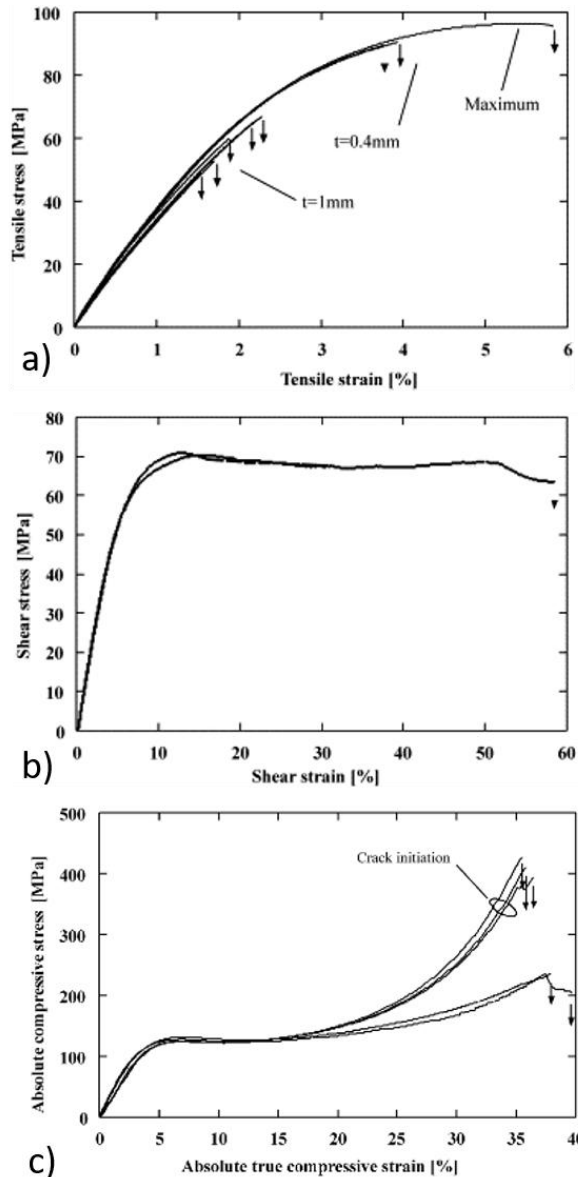 100
80
60
40
20
0
Tensile stress [MPa]
Maximum
t=0.4mm
t=1mm
0 1 2 3 4 5 6
Tensile strain [%]
a)
80
70
60
50
40
30
20
10
0
Shear stress [MPa]
0 10 20 30 40 50 60
Shear strain [%]
b)
500
400
300
200
100
0
Absolute compressive stress [MPa]
Crack initiation
0 5 10 15 20 25 30 35 40
Absolute true compressive strain [%]
c)